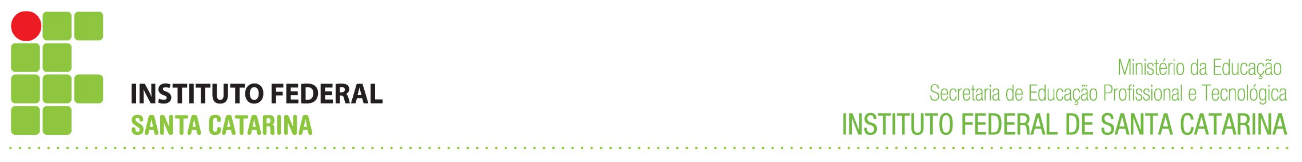 INSTITUTO FEDERAL
SANTA CATARINA
Ministério da Educação
Secretaria de Educação Profissional e Tecnológica
INSTITUTO FEDERAL DE SANTA CATARINA